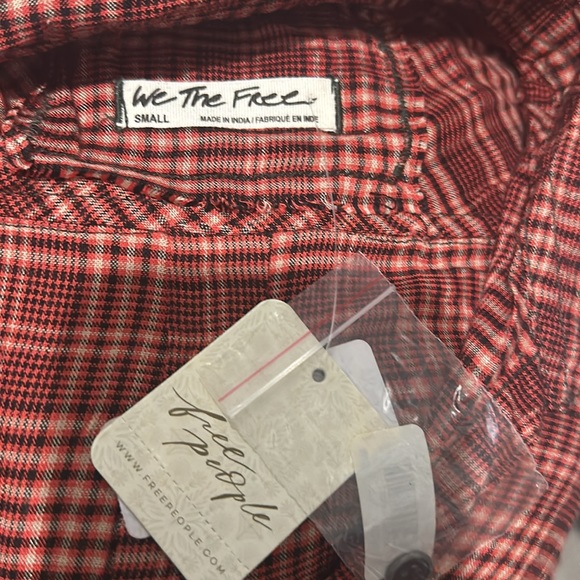 We The Free
SMALL
MADE IN INDIA / FABRIQUÉ EN INDE
free
people
WWW.FREEPEOPLE.COM